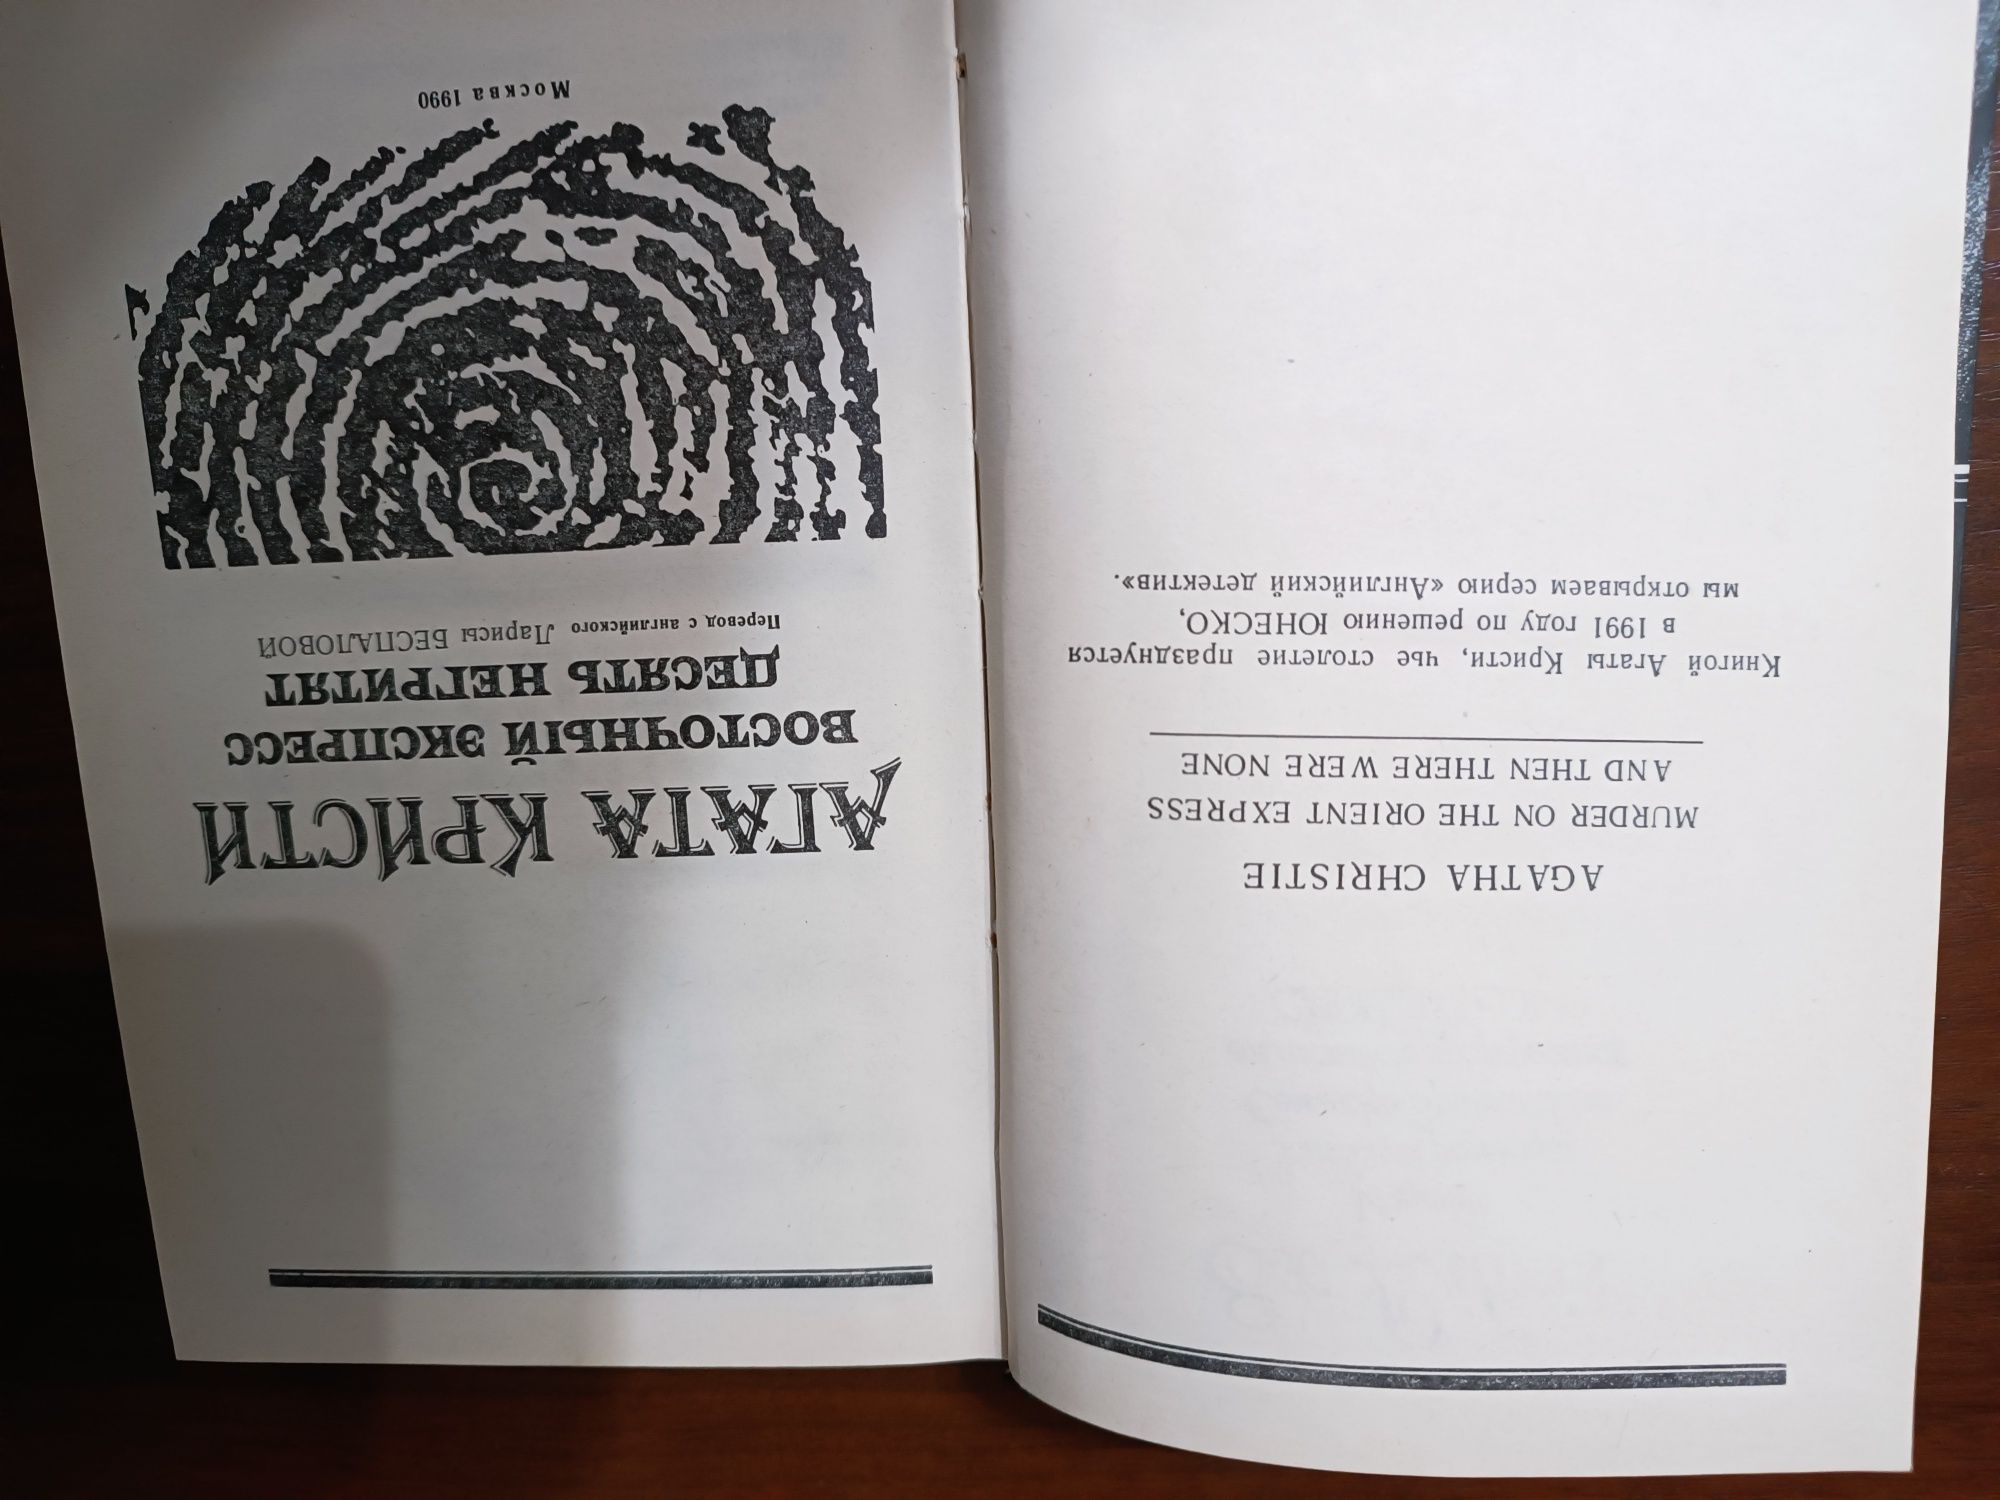 AGATHA CHRISTIE
MURDER ON THE ORIENT EXPRESS
AND THEN THERE WERE NONE
Книгой Агаты Кристи, чье столетие празднуется
в 1991 году по решению ЮНЕСКО,
мы открываем серию «Английский детектив».
АГАТА КРИСТИ
ВОСТОЧНЫЙ ЭКСПРЕСС
ДЕСЯТЬ НЕГРИТЯТ
Перевод с английского Ларисы БЕСПАЛОВОЙ
Москва 1990